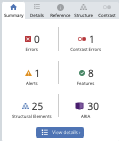 Summary Details Reference Structure Contrast
0 1
Errors Contrast Errors
1 8
Alerts Features
25 30
Structural Elements ARIA
View details ›